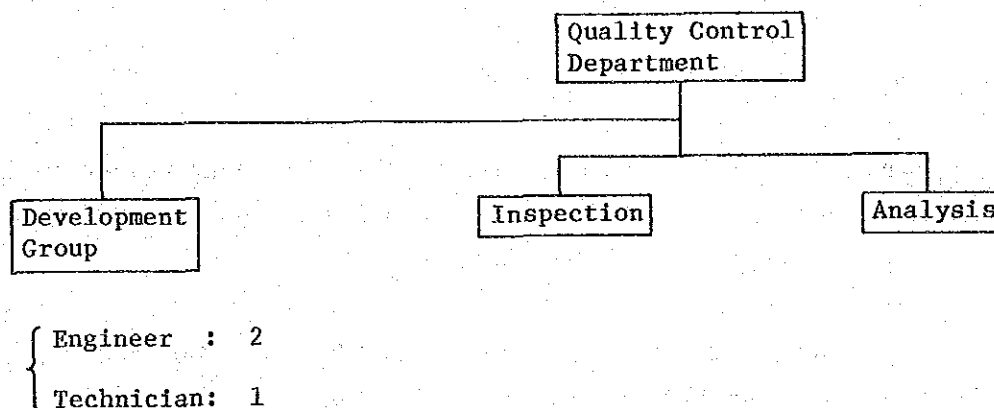 Quality Control
Department
Development
Group
Inspection
Analysis
Engineer : 2
Technician: 1